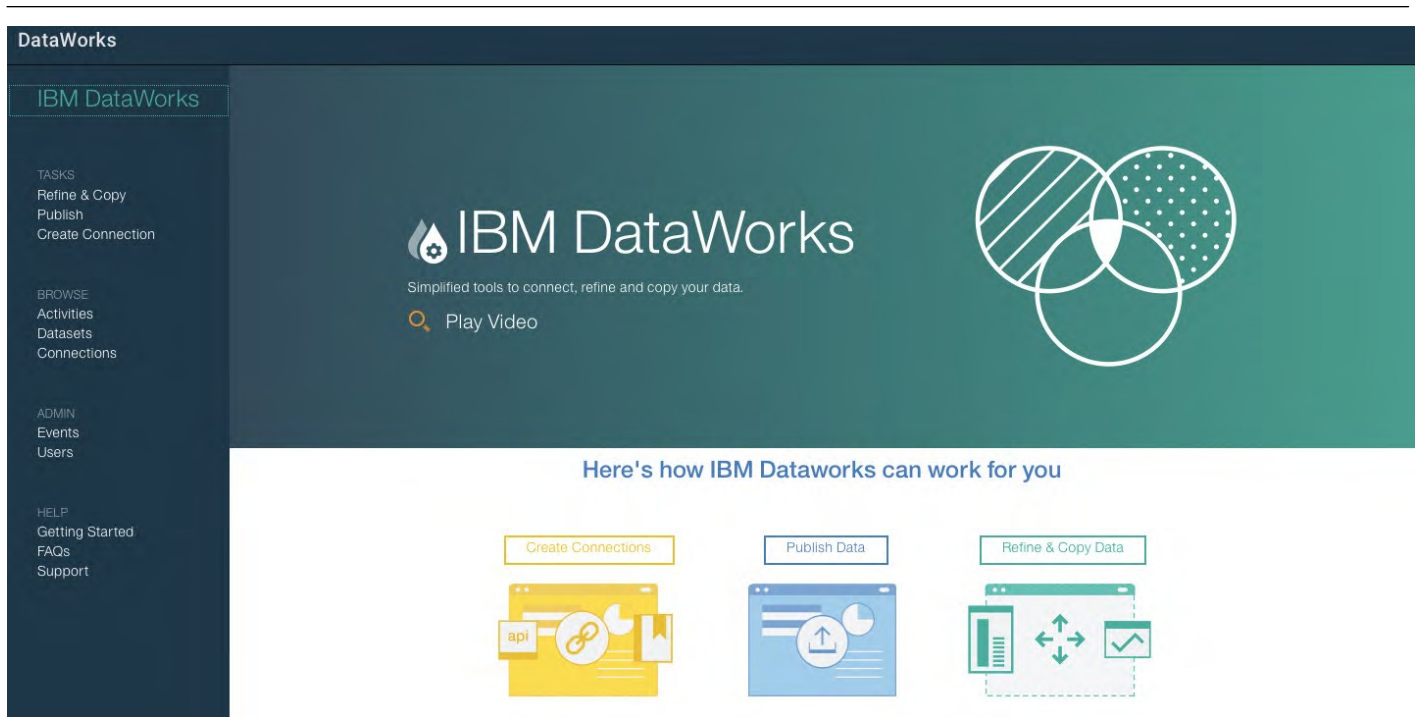 DataWorks
IBM DataWorks
TASKS
Refine & Copy
Publish
Create Connection
BROWSE
Activities
Datasets
Connections
ADMIN
Events
Users
HELP
Getting Started
FAQs
Support
IBM DataWorks
Simplified tools to connect, refine and copy your data.
Play Video
Here's how IBM Dataworks can work for you
Create Connections
Publish Data
Refine & Copy Data
api